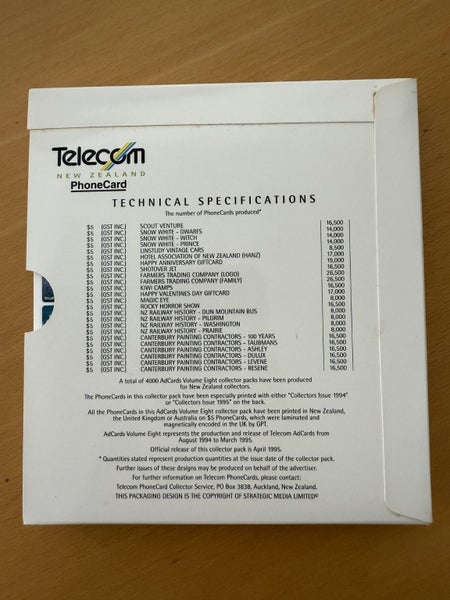 Telecom
NEW ZEALAND
PhoneCard
TECHNICAL SPECIFICATIONS
The number of PhoneCards produced*
$5 (GST INC.) SCOUT VENTURE 16,500
$5 (GST INC.) SNOW WHITE - DWARFS 14,000
$5 (GST INC.) SNOW WHITE - WITCH 14,000
$5 (GST INC.) SNOW WHITE - PRINCE 14,000
$5 (GST INC.) LINSTUDY VINTAGE CARS 8,500
$5 (GST INC.) HOTEL ASSOCIATION OF NEW ZEALAND (HANZ) 17,000
$5 (GST INC.) HAPPY ANNIVERSARY GIFTCARD 19,000
$5 (GST INC.) SHOTOVER JET 16,500
$5 (GST INC.) FARMERS TRADING COMPANY (LOGO) 26,500
$5 (GST INC.) FARMERS TRADING COMPANY (FAMILY) 26,500
$5 (GST INC.) KIWI CAMPS 16,500
$5 (GST INC.) HAPPY VALENTINES DAY GIFTCARD 17,000
$5 (GST INC.) MAGIC EYE 8,000
$5 (GST INC.) ROCKY HORROR SHOW 16,500
$5 (GST INC.) NZ RAILWAY HISTORY - DUN MOUNTAIN BUS 8,000
$5 (GST INC.) NZ RAILWAY HISTORY - PILGRIM 8,000
$5 (GST INC.) NZ RAILWAY HISTORY - WASHINGTON 8,000
$5 (GST INC.) NZ RAILWAY HISTORY - PRAIRIE 8,000
$5 (GST INC.) CANTERBURY PAINTING CONTRACTORS - 100 YEARS 16,500
$5 (GST INC.) CANTERBURY PAINTING CONTRACTORS - TAUBMANS 16,500
$5 (GST INC.) CANTERBURY PAINTING CONTRACTORS - ASHLEY 16,500
$5 (GST INC.) CANTERBURY PAINTING CONTRACTORS - DULUX 16,500
$5 (GST INC.) CANTERBURY PAINTING CONTRACTORS - LEVENE 16,500
$5 (GST INC.) CANTERBURY PAINTING CONTRACTORS - RESENE 16,500
A total of 4000 AdCards Volume Eight collector packs have been produced
for New Zealand collectors.
The PhoneCards in this collector pack have been especially printed with either "Collectors Issue 1994"
or "Collectors Issue 1995" on the back.
All the PhoneCards in this AdCards Volume Eight collector pack have been printed in New Zealand,
the United Kingdom or Australia on $5 PhoneCards, which were laminated and
magnetically encoded in the UK by GPT.
AdCards Volume Eight represents the production and release of Telecom AdCards from
August 1994 to March 1995.
Official release of this collector pack is April 1995.
* Quantities stated represent production quantities at the issue date of the collector pack.
Further issues of these designs may be produced on behalf of the advertiser.
For further information on Telecom PhoneCards, please contact:
Telecom PhoneCard Collector Service, PO Box 3838, Auckland, New Zealand.
THIS PACKAGING DESIGN IS THE COPYRIGHT OF STRATEGIC MEDIA LIMITED©